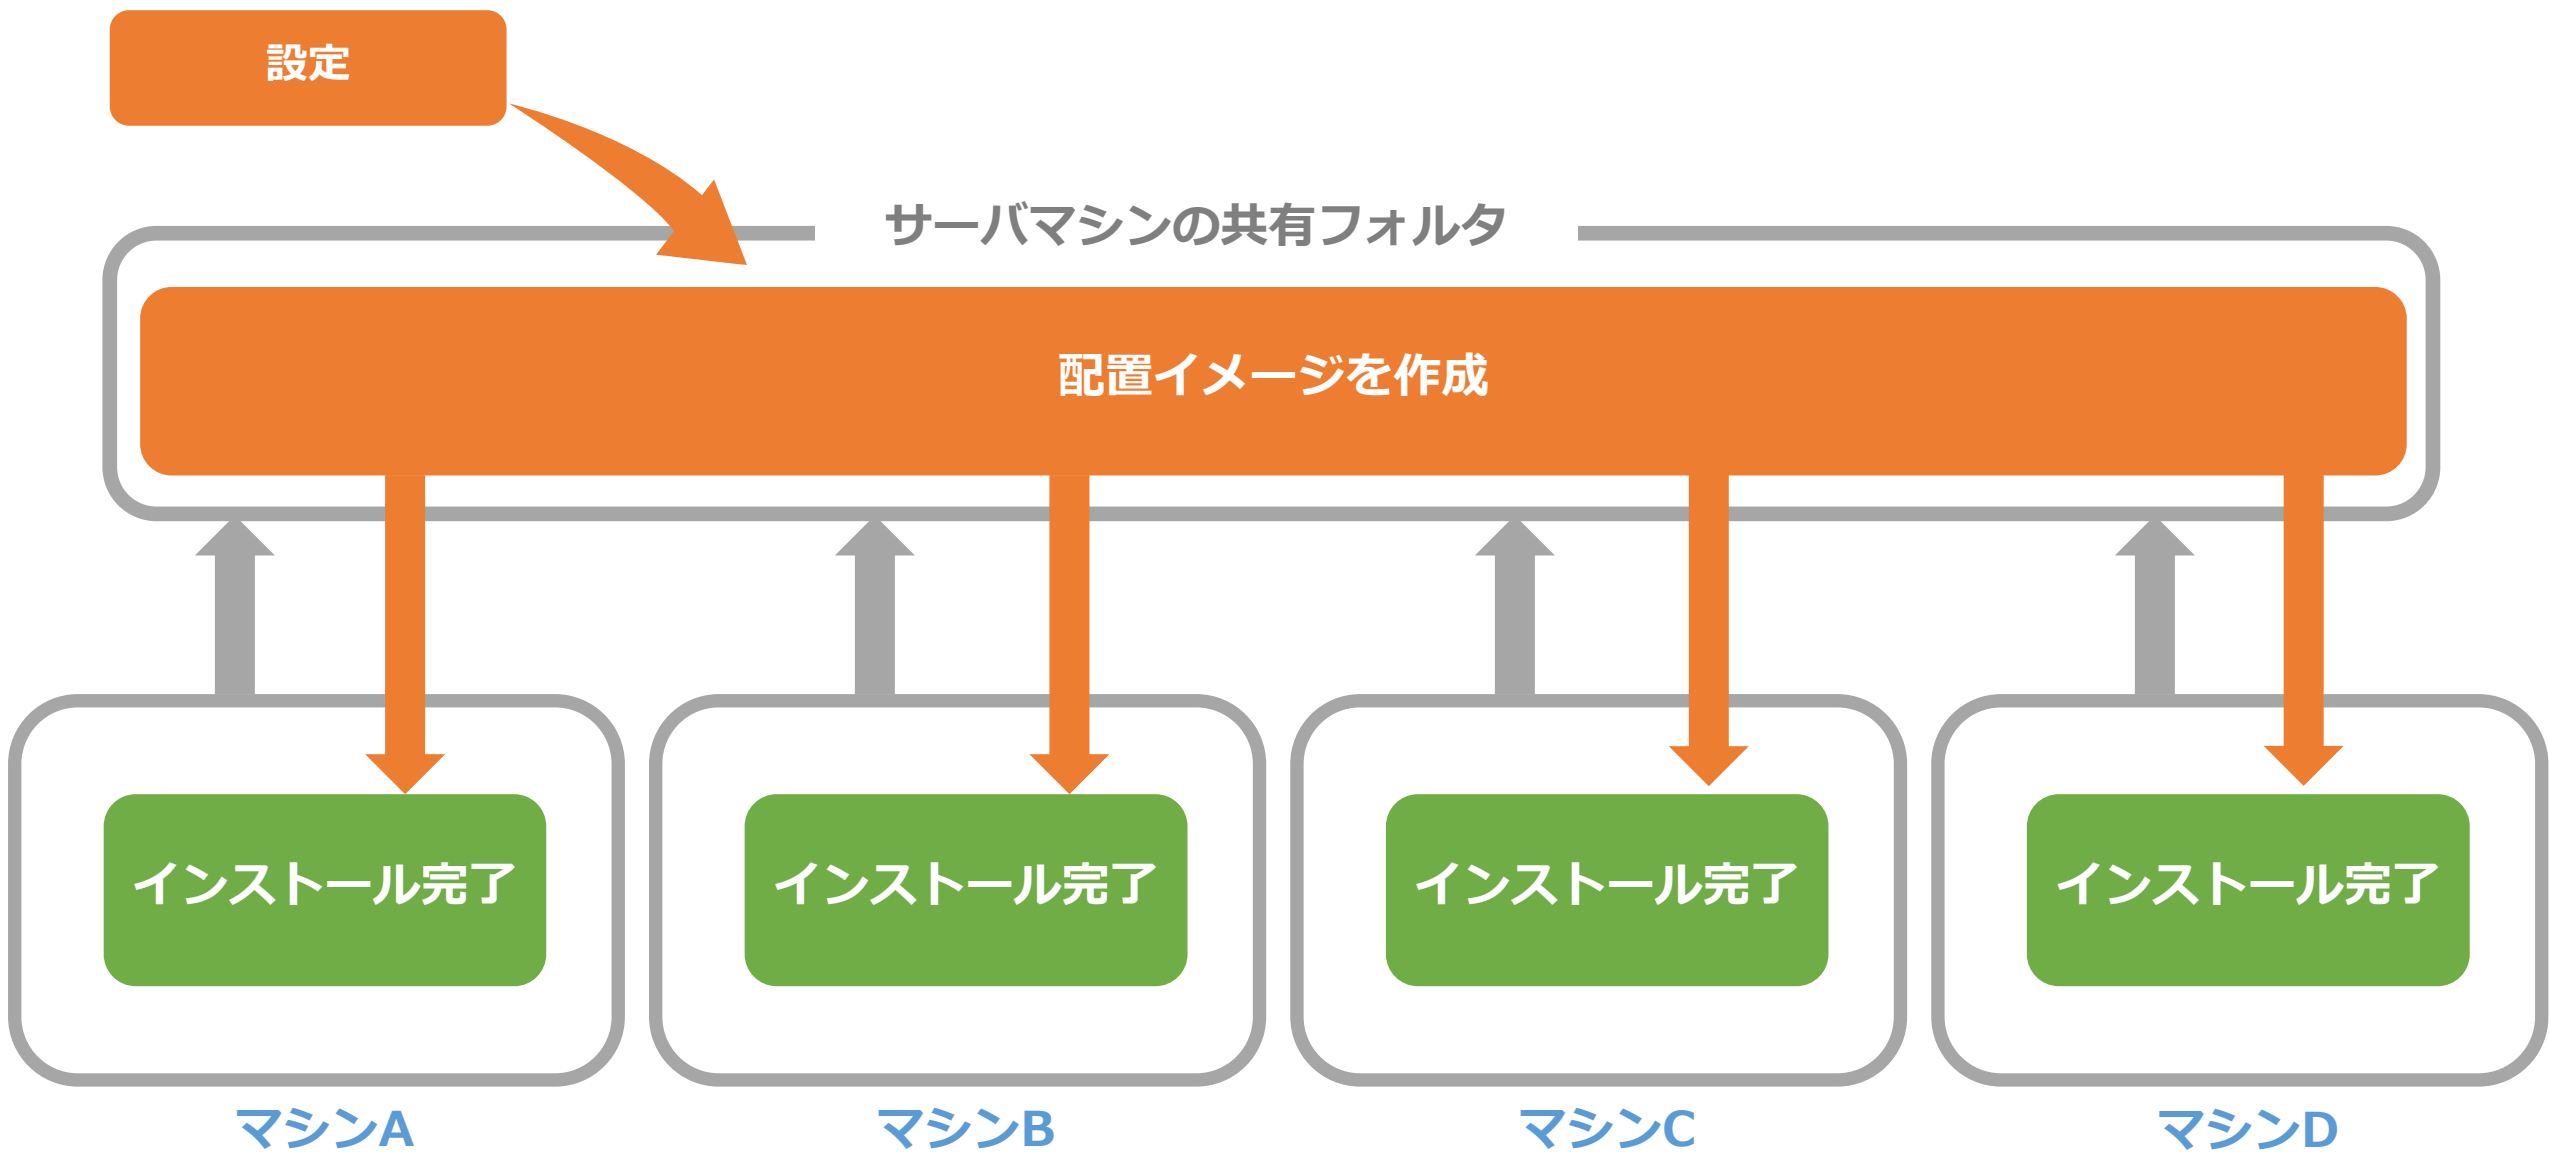 設定
サーバマシンの共有フォルタ
配置イメージを作成
インストール完了
インストール完了
インストール完了
インストール完了
マシンA
マシンB
マシンC
マシンD